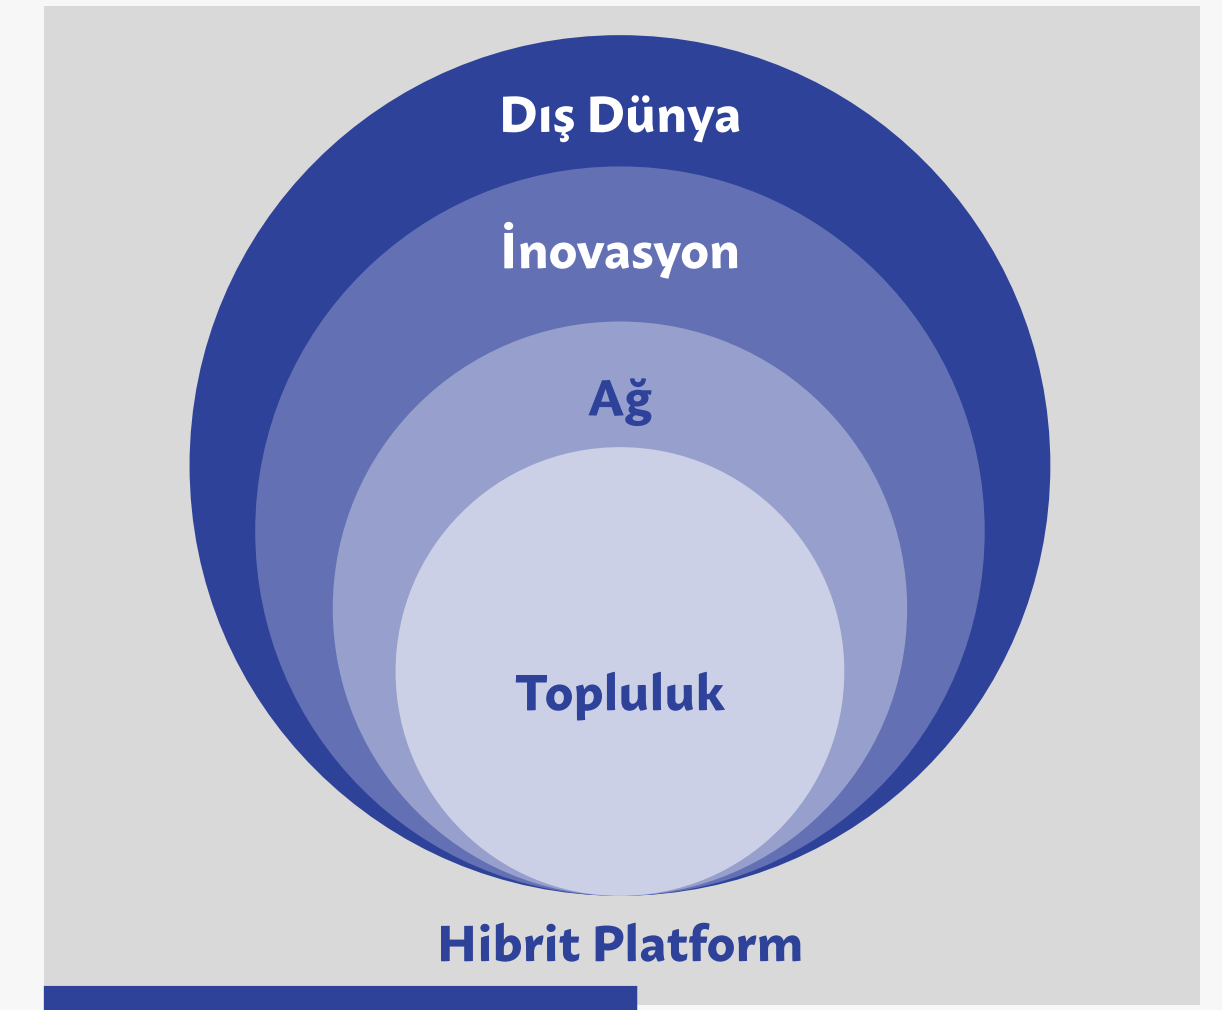 Dış Dünya
İnovasyon
Ağ
Topluluk
Hibrit Platform